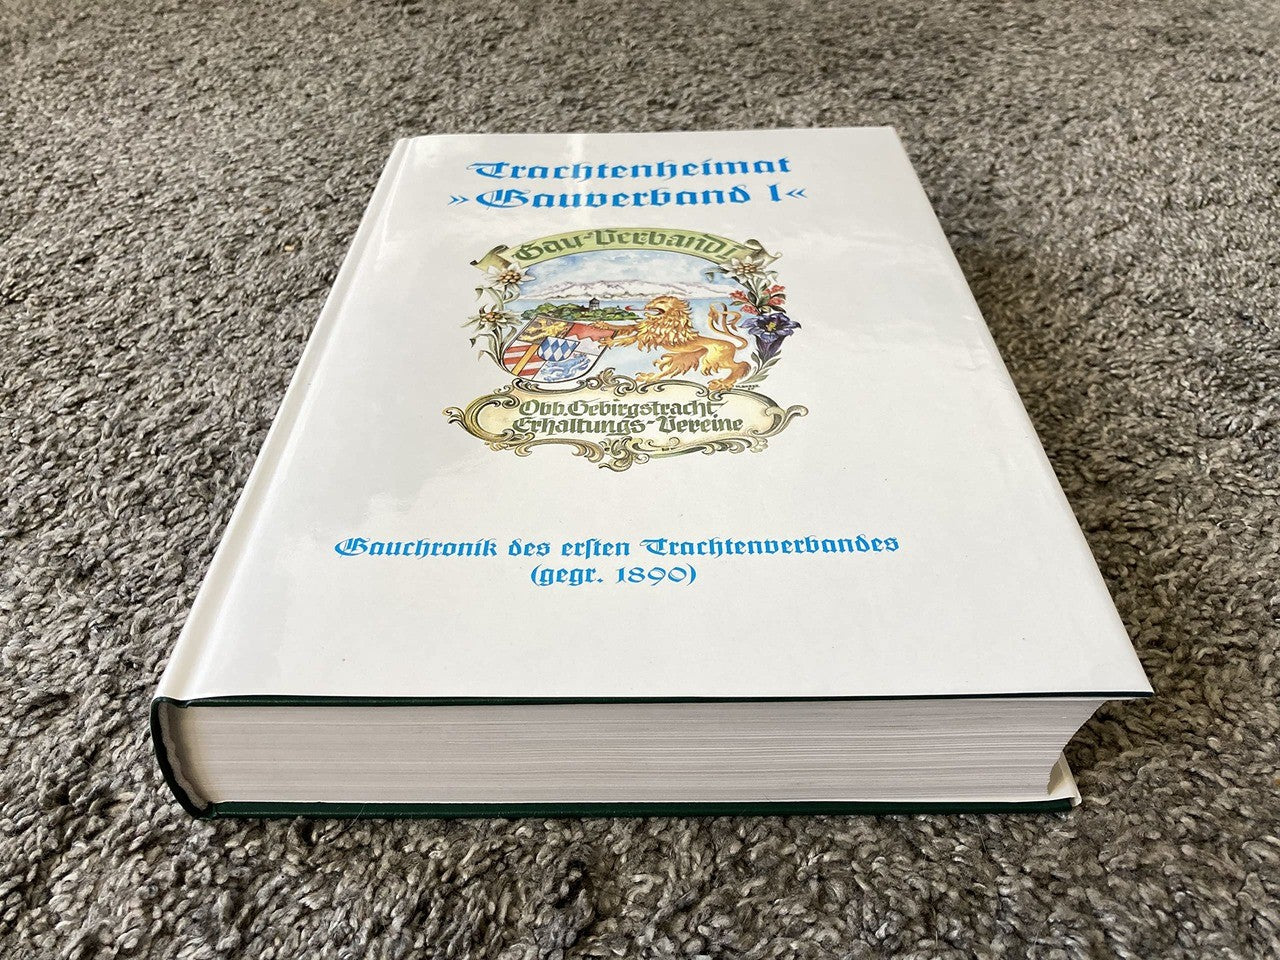 Trachtenheimat
»Gauverband I«
Gau-Verband I
Obb. Gebirgstracht
Erhaltungs-Vereine
Gauchronik des erſten Trachtenverbandes
(gegr. 1890)